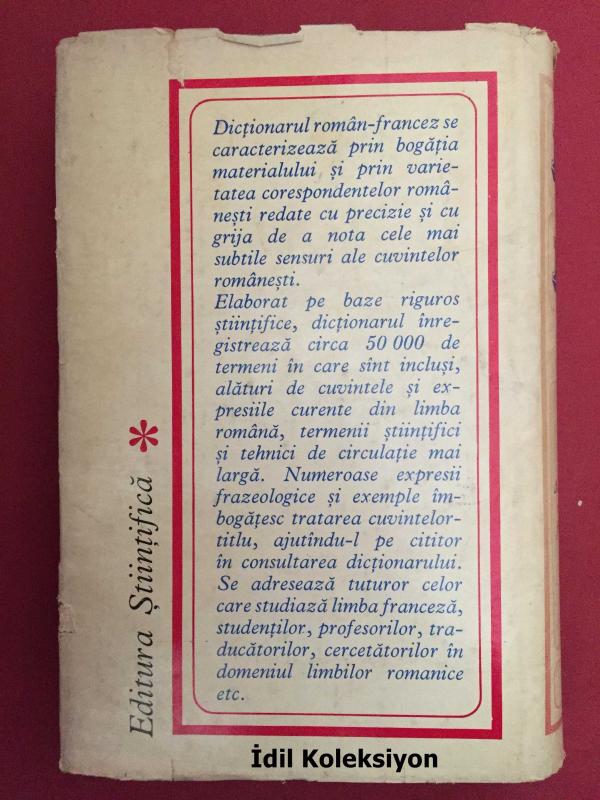 Dicționarul român-francez se
caracterizează prin bogăția
materialului și prin varie-
tatea corespondentelor româ-
nești redate cu precizie și cu
grija de a nota cele mai
subtile sensuri ale cuvintelor
românești.
Elaborat pe baze riguros
științifice, dicționarul înre-
gistrează circa 50 000 de
termeni în care sînt incluși,
alături de cuvintele și ex-
presiile curente din limba
română, termenii științifici
și tehnici de circulație mai
largă. Numeroase expresii
frazeologice și exemple îm-
bogățesc tratarea cuvintelor-
titlu, ajutîndu-l pe cititor
în consultarea dicționarului.
Se adresează tuturor celor
care studiază limba franceză,
studenților, profesorilor, tra-
ducătorilor, cercetătorilor în
domeniul limbilor romanice
etc.
Editura Științifică *
İdil Koleksiyon